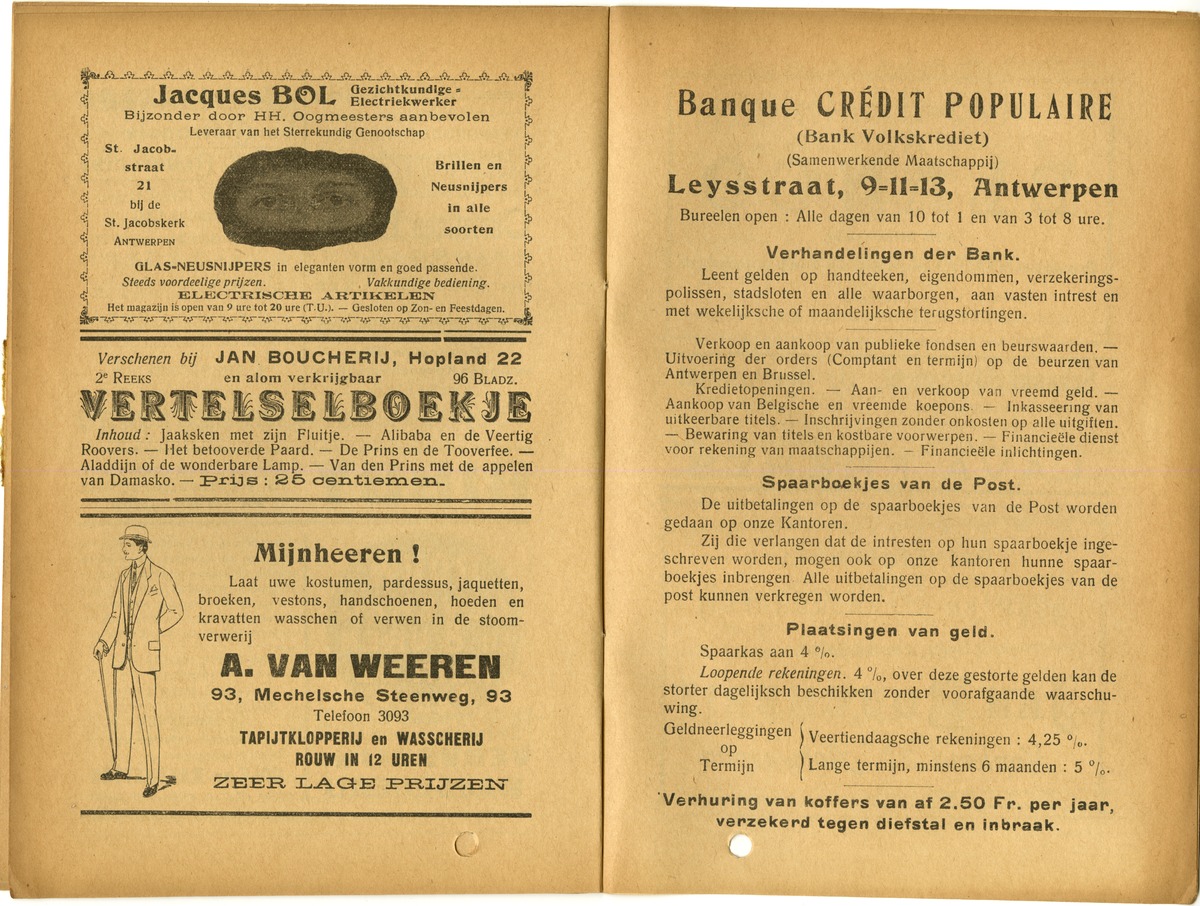 Jacques BOL Gezichtkundige=
Electriekwerker
Bijzonder door HH. Oogmeesters aanbevolen
Leveraar van het Sterrekundig Genootschap
St. Jacob-
straat
21
bij de
St. Jacobskerk
ANTWERPEN
Brillen en
Neusnijpers
in alle
soorten
GLAS-NEUSNIJPERS in eleganten vorm en goed passende.
Steeds voordeelige prijzen. Vakkundige bediening.
ELECTRISCHE ARTIKELEN
Het magazijn is open van 9 ure tot 20 ure (T.U.). — Gesloten op Zon- en Feestdagen.
Verschenen bij JAN BOUCHERIJ, Hopland 22
2e REEKS en alom verkrijgbaar 96 BLADZ.
VERTELSELBOEKJE
Inhoud : Jaaksken met zijn Fluitje. — Alibaba en de Veertig
Roovers. — Het betooverde Paard. — De Prins en de Tooverfee. —
Aladdijn of de wonderbare Lamp. — Van den Prins met de appelen
van Damasko. — Prijs : 25 centiemen.
Mijnheeren !
Laat uwe kostumen, pardessus, jaquetten,
broeken, vestons, handschoenen, hoeden en
kravatten wasschen of verwen in de stoom-
verwerij
A. VAN WEEREN
93, Mechelsche Steenweg, 93
Telefoon 3093
TAPIJTKLOPPERIJ en WASSCHERIJ
ROUW IN 12 UREN
ZEER LAGE PRIJZEN
Banque CRÉDIT POPULAIRE
(Bank Volkskrediet)
(Samenwerkende Maatschappij)
Leysstraat, 9=11=13, Antwerpen
Bureelen open : Alle dagen van 10 tot 1 en van 3 tot 8 ure.
Verhandelingen der Bank.
Leent gelden op handteeken, eigendommen, verzekerings-
polissen, stadsloten en alle waarborgen, aan vasten intrest en
met wekelijksche of maandelijksche terugstortingen.
Verkoop en aankoop van publieke fondsen en beurswaarden. —
Uitvoering der orders (Comptant en termijn) op de beurzen van
Antwerpen en Brussel.
Kredietopeningen. — Aan- en verkoop van vreemd geld. —
Aankoop van Belgische en vreemde koepons. — Inkasseering van
uitkeerbare titels. — Inschrijvingen zonder onkosten op alle uitgiften.
— Bewaring van titels en kostbare voorwerpen. — Financieële dienst
voor rekening van maatschappijen. — Financieële inlichtingen.
Spaarboekjes van de Post.
De uitbetalingen op de spaarboekjes van de Post worden
gedaan op onze Kantoren.
Zij die verlangen dat de intresten op hun spaarboekje inge-
schreven worden, mogen ook op onze kantoren hunne spaar-
boekjes inbrengen Alle uitbetalingen op de spaarboekjes van de
post kunnen verkregen worden.
Plaatsingen van geld.
Spaarkas aan 4 %.
Loopende rekeningen. 4 %, over deze gestorte gelden kan de
storter dagelijksch beschikken zonder voorafgaande waarschu-
wing.
Geldneerleggingen
op
Termijn
Veertiendaagsche rekeningen : 4,25 %.
Lange termijn, minstens 6 maanden : 5 %.
Verhuring van koffers van af 2.50 Fr. per jaar,
verzekerd tegen diefstal en inbraak.